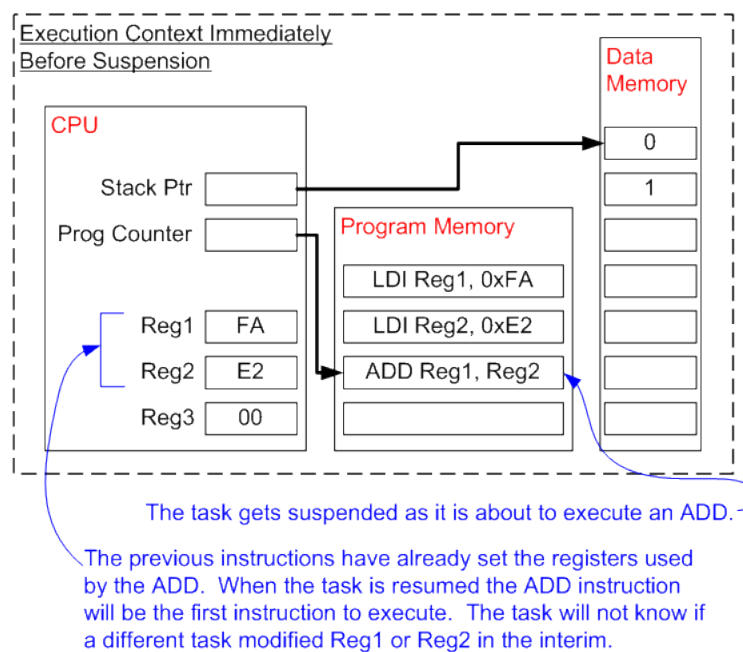 Execution Context Immediately
Before Suspension
Data
Memory
CPU
0
Stack Ptr
1
Prog Counter
Program Memory
LDI Reg1, 0xFA
Reg1 FA
LDI Reg2, 0xE2
Reg2 E2
ADD Reg1, Reg2
Reg3 00
The task gets suspended as it is about to execute an ADD.
The previous instructions have already set the registers used
by the ADD. When the task is resumed the ADD instruction
will be the first instruction to execute. The task will not know if
a different task modified Reg1 or Reg2 in the interim.